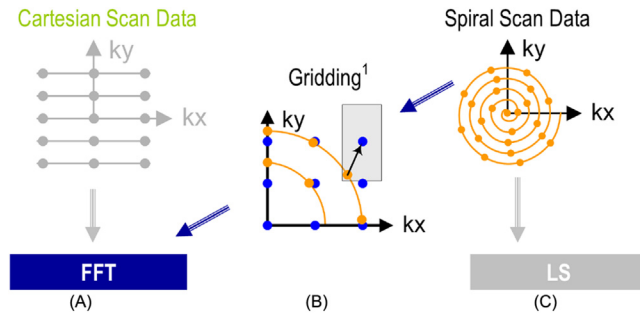 Cartesian Scan Data
Spiral Scan Data
ky
kx
Gridding¹
ky
kx
ky
kx
FFT
LS
(A)
(B)
(C)